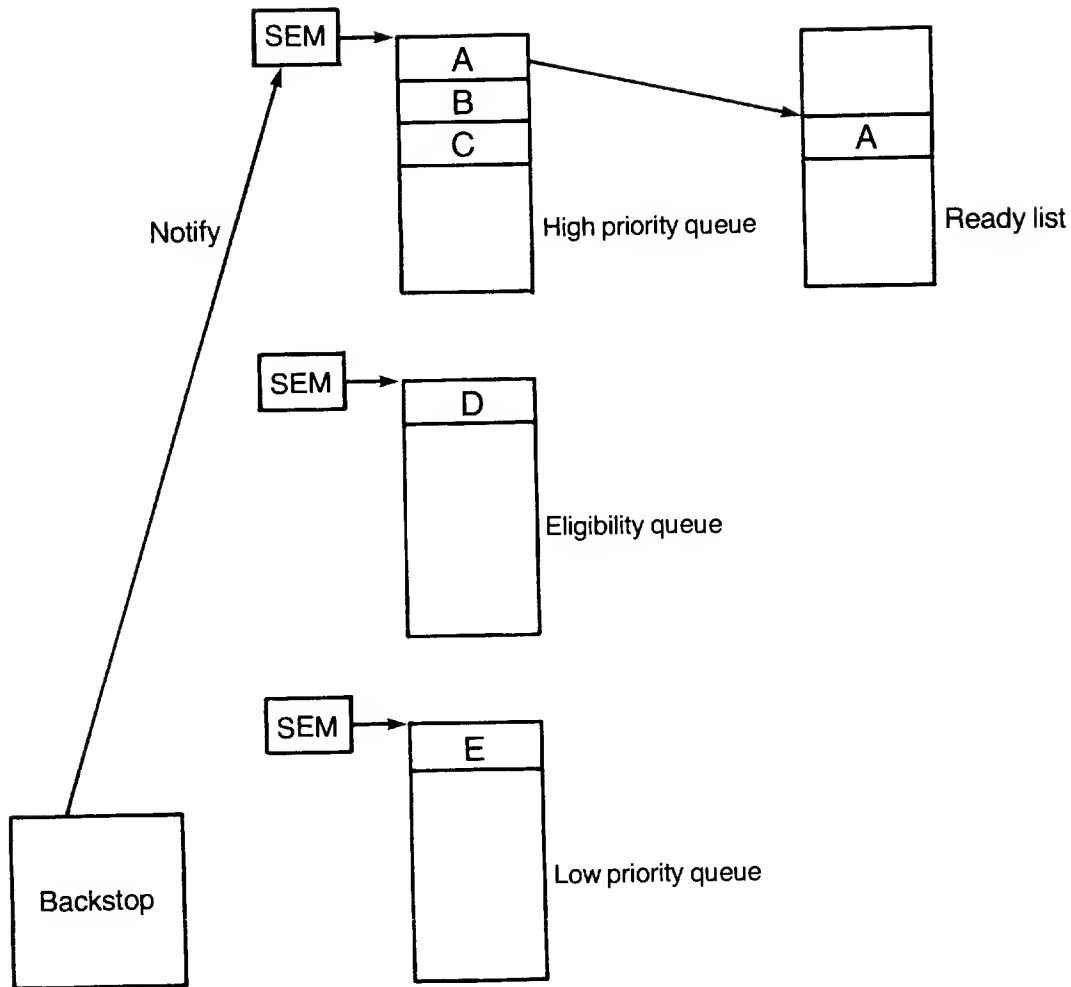 SEM
A
B
C
A
Notify
High priority queue
Ready list
SEM
D
Eligibility queue
SEM
E
Low priority queue
Backstop